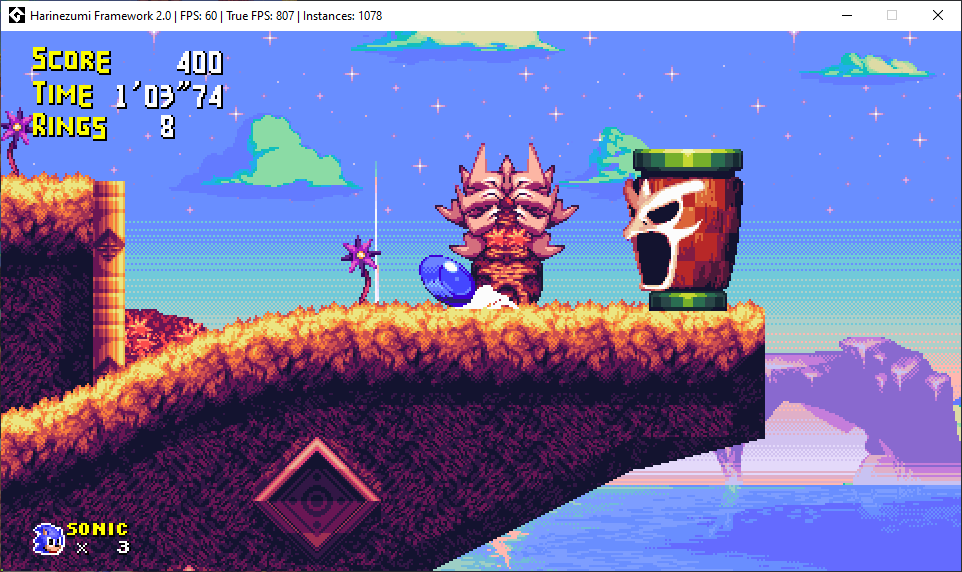 Harinezumi Framework 2.0 | FPS: 60 | True FPS: 807 | Instances: 1078
SCORE 400
TIME 1'03"74
RINGS 8
SONIC
× 3